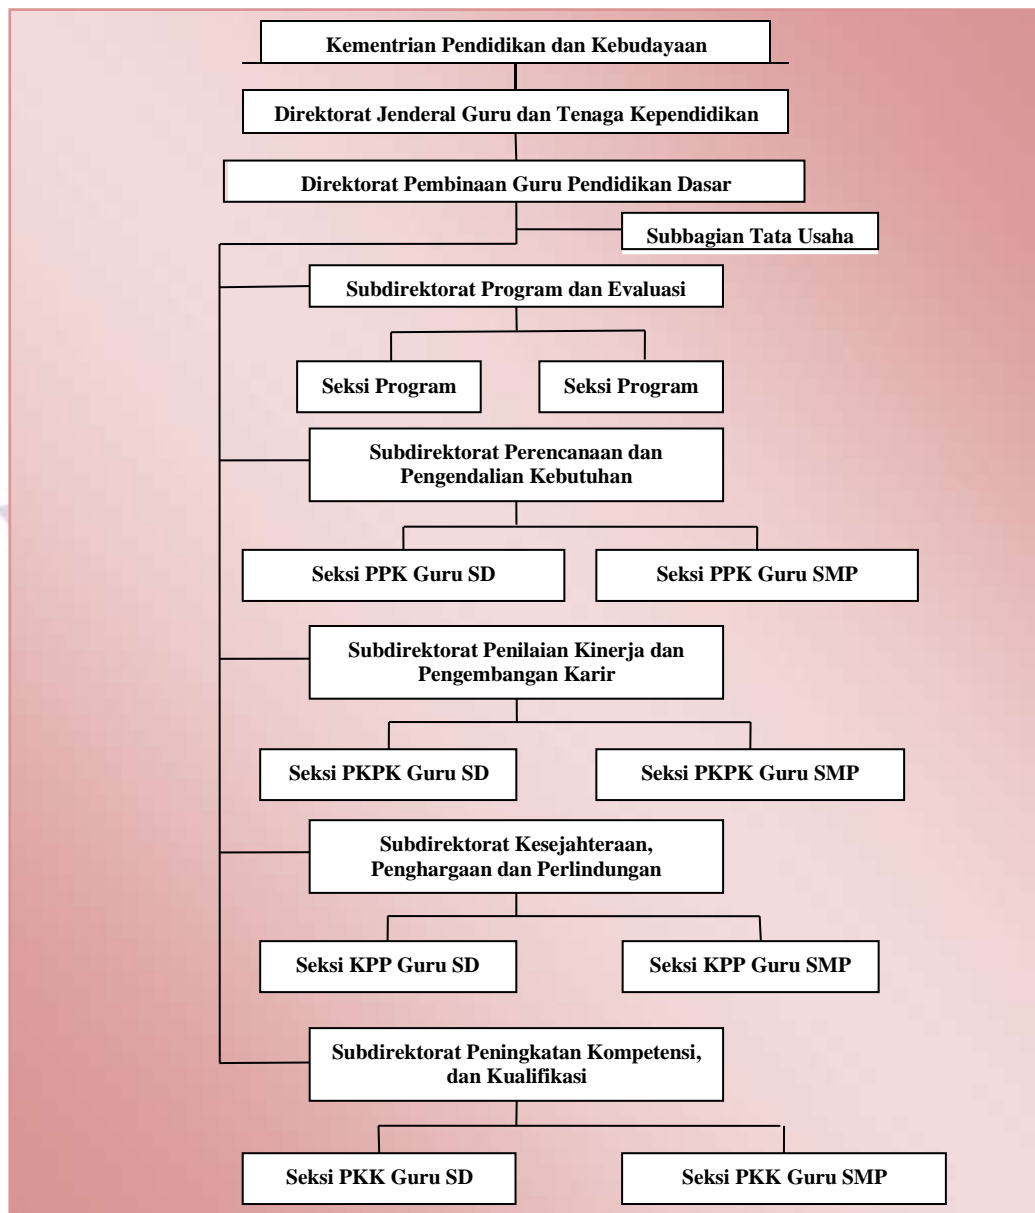 Kementrian Pendidikan dan Kebudayaan
Direktorat Jenderal Guru dan Tenaga Kependidikan
Direktorat Pembinaan Guru Pendidikan Dasar
Subbagian Tata Usaha
Subdirektorat Program dan Evaluasi
Seksi Program
Seksi Program
Subdirektorat Perencanaan dan
Pengendalian Kebutuhan
Seksi PPK Guru SD
Seksi PPK Guru SMP
Subdirektorat Penilaian Kinerja dan
Pengembangan Karir
Seksi PKPK Guru SD
Seksi PKPK Guru SMP
Subdirektorat Kesejahteraan,
Penghargaan dan Perlindungan
Seksi KPP Guru SD
Seksi KPP Guru SMP
Subdirektorat Peningkatan Kompetensi,
dan Kualifikasi
Seksi PKK Guru SD
Seksi PKK Guru SMP